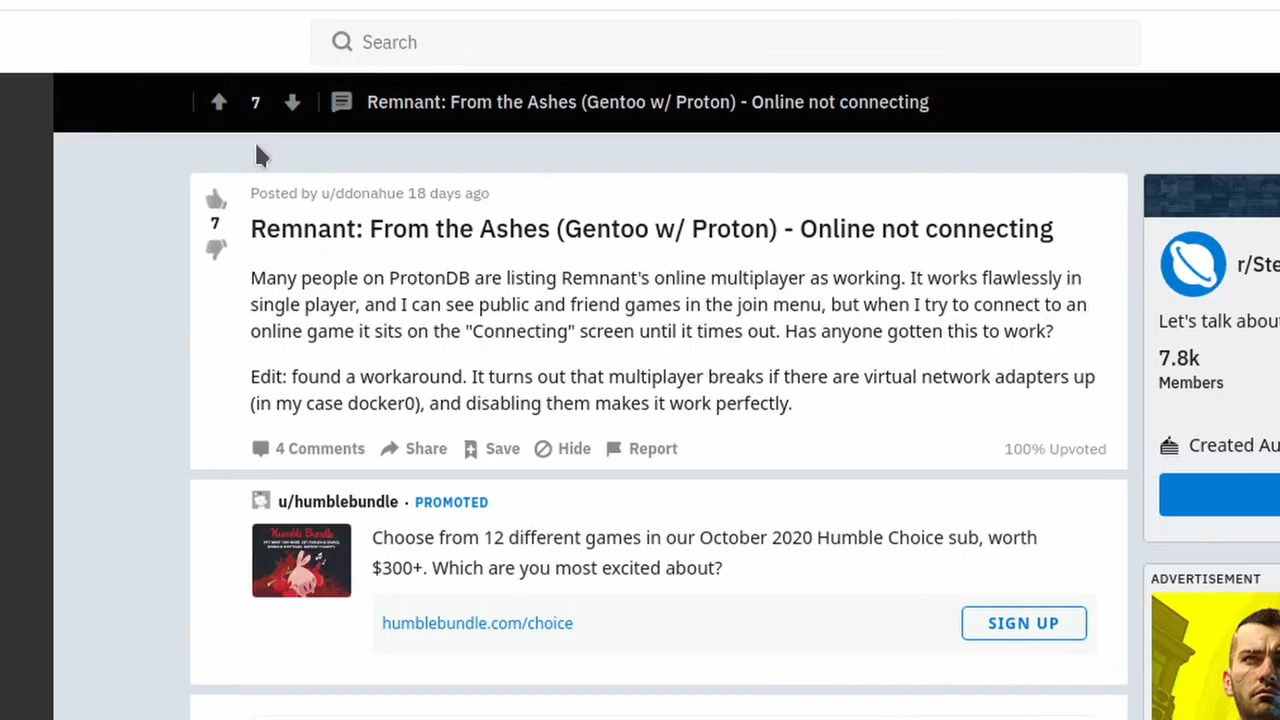 Search
7
Remnant: From the Ashes (Gentoo w/ Proton) - Online not connecting
Posted by u/ddonahue 18 days ago
7
Remnant: From the Ashes (Gentoo w/ Proton) - Online not connecting
Many people on ProtonDB are listing Remnant's online multiplayer as working. It works flawlessly in
single player, and I can see public and friend games in the join menu, but when I try to connect to an
online game it sits on the "Connecting" screen until it times out. Has anyone gotten this to work?
Edit: found a workaround. It turns out that multiplayer breaks if there are virtual network adapters up
(in my case docker0), and disabling them makes it work perfectly.
4 Comments Share Save Hide Report 100% Upvoted
u/humblebundle · PROMOTED
Humble Bundle
Choose from 12 different games in our October 2020 Humble Choice sub, worth
$300+. Which are you most excited about?
humblebundle.com/choice
SIGN UP
r/Ste
Let's talk about
7.8k
Members
Created Au
ADVERTISEMENT